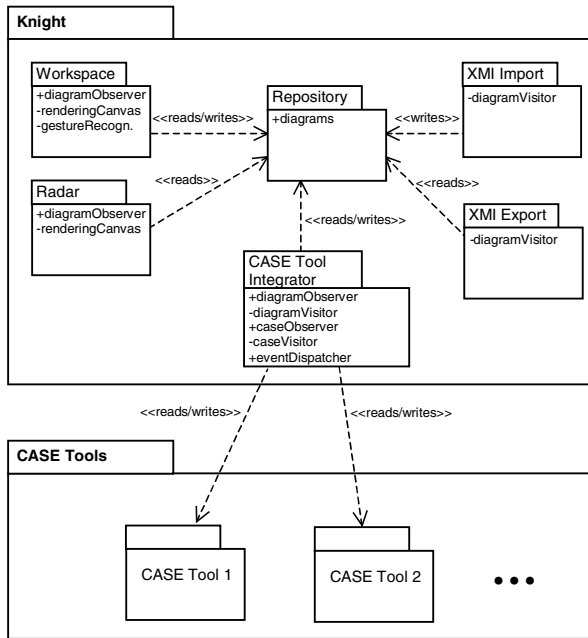 Knight
Workspace
+diagramObserver
-renderingCanvas
-gestureRecogn.
<<reads/writes>>
Repository
+diagrams
<<writes>>
XMI Import
-diagramVisitor
Radar
+diagramObserver
-renderingCanvas
<<reads>>
<<reads>>
XMI Export
-diagramVisitor
<<reads/writes>>
CASE Tool
Integrator
+diagramObserver
-diagramVisitor
+caseObserver
-caseVisitor
+eventDispatcher
<<reads/writes>>
<<reads/writes>>
CASE Tools
CASE Tool 1
CASE Tool 2
•••